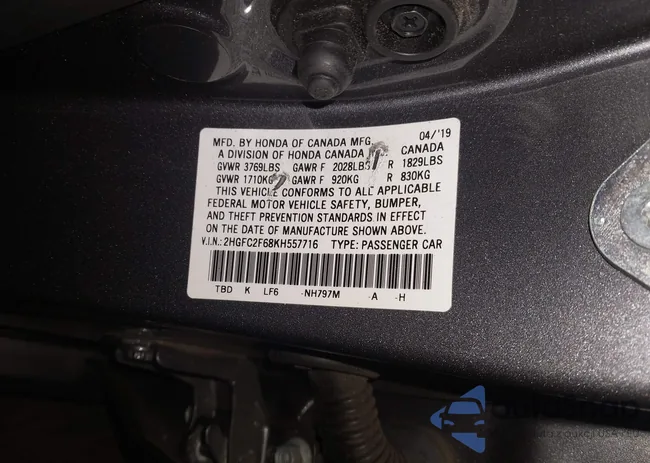 MFD. BY HONDA OF CANADA MFG. 04/'19
A DIVISION OF HONDA CANADA CANADA
GVWR 3769LBS GAWR F 2028LBS R 1829LBS
GVWR 1710KG GAWR F 920KG R 830KG
THIS VEHICLE CONFORMS TO ALL APPLICABLE
FEDERAL MOTOR VEHICLE SAFETY, BUMPER,
AND THEFT PREVENTION STANDARDS IN EFFECT
ON THE DATE OF MANUFACTURE SHOWN ABOVE.
V.I.N.: 2HGFC2F68KH557716 TYPE: PASSENGER CAR
TBD K LF6 -NH797M -A -H